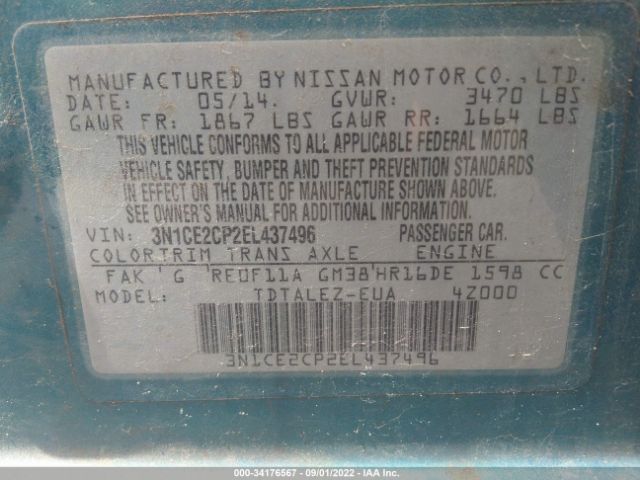 MANUFACTURED BY NISSAN MOTOR CO., LTD.
DATE: 05/14. GVWR: 3470 LBS
GAWR FR: 1867 LBS GAWR RR: 1664 LBS
THIS VEHICLE CONFORMS TO ALL APPLICABLE FEDERAL MOTOR
VEHICLE SAFETY, BUMPER AND THEFT PREVENTION STANDARDS
IN EFFECT ON THE DATE OF MANUFACTURE SHOWN ABOVE.
SEE OWNER'S MANUAL FOR ADDITIONAL INFORMATION.
VIN: 3N1CE2CP2EL437496 PASSENGER CAR.
COLOR TRIM TRANS AXLE ENGINE
FAK G RE0F11A GM38 HR16DE 1598 CC
MODEL: TDTALEZ-EUA 4Z000
3N1CE2CP2EL437496
000-34176567 - 09/01/2022 - IAA Inc.